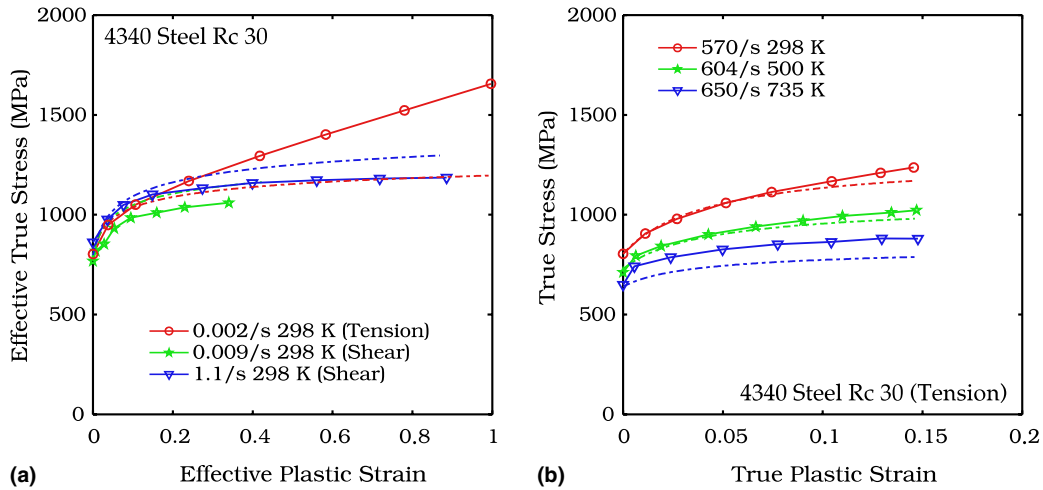 4340 Steel Rc 30
Effective True Stress (MPa)
2000
1500
1000
500
0
0.002/s 298 K (Tension)
0.009/s 298 K (Shear)
1.1/s 298 K (Shear)
0 0.2 0.4 0.6 0.8 1
Effective Plastic Strain
(a)
True Stress (MPa)
2000
1500
1000
500
0
570/s 298 K
604/s 500 K
650/s 735 K
4340 Steel Rc 30 (Tension)
0 0.05 0.1 0.15 0.2
True Plastic Strain
(b)